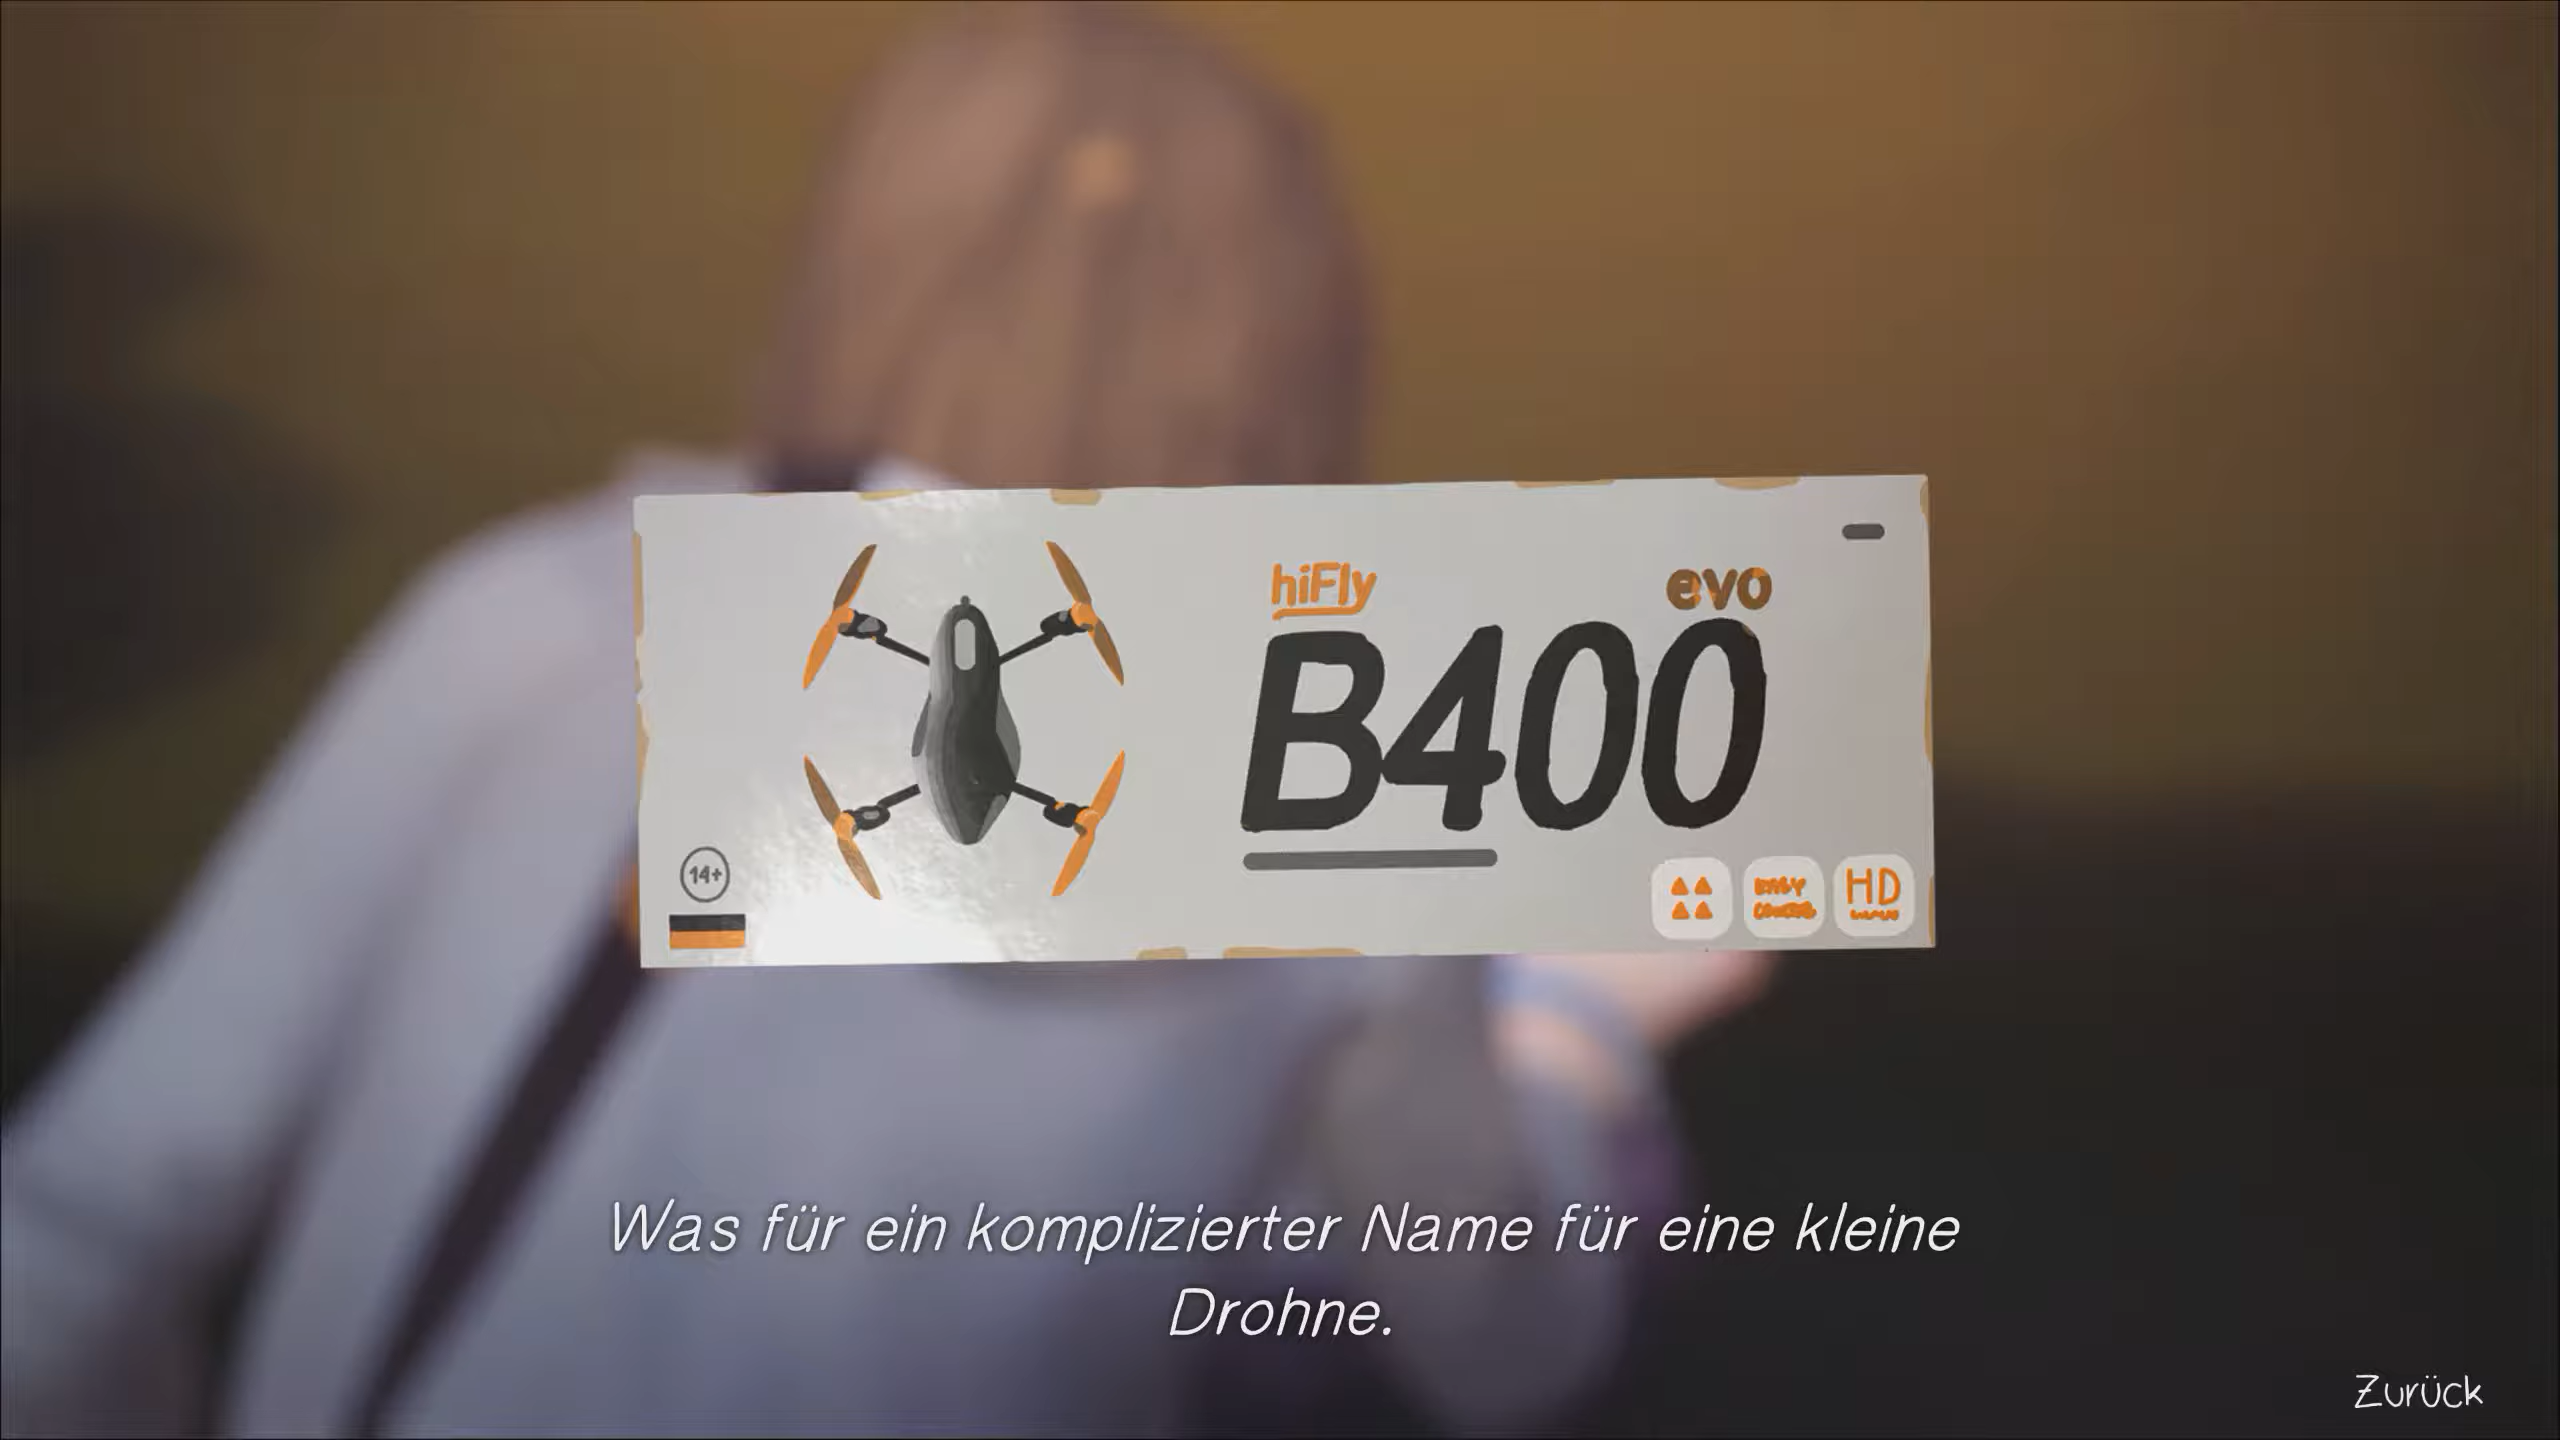 hiFly
evo
B400
14+
HD
Was für ein komplizierter Name für eine kleine
Drohne.
Zurück